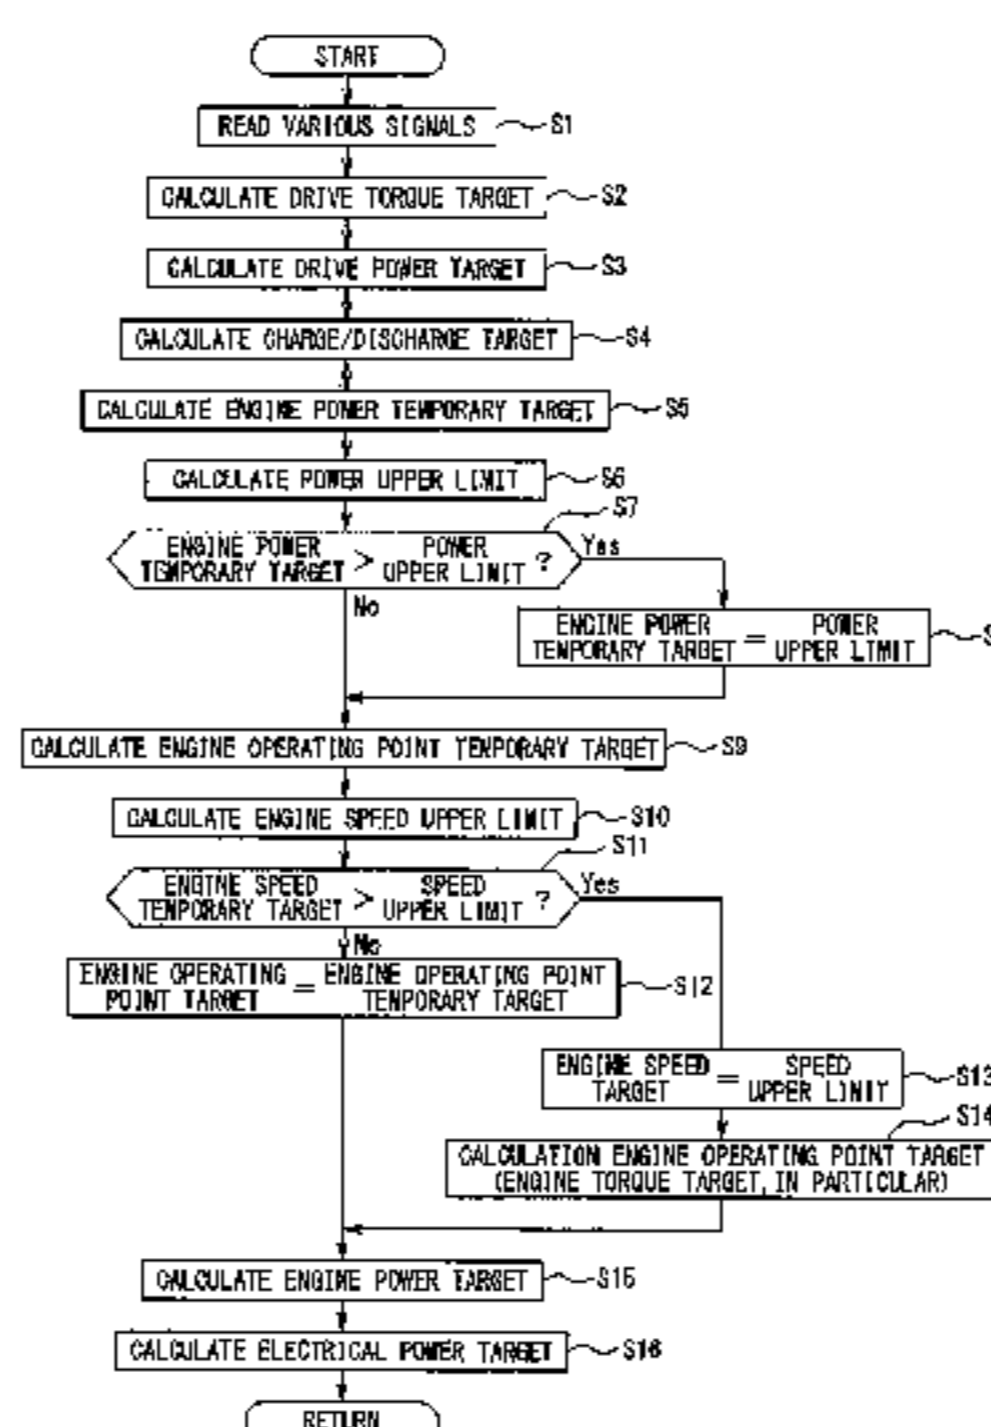 START
READ VARIOUS SIGNALS
S1
CALCULATE DRIVE TORQUE TARGET
S2
CALCULATE DRIVE POWER TARGET
S3
CALCULATE CHARGE/DISCHARGE TARGET
S4
CALCULATE ENGINE POWER TEMPORARY TARGET
S5
CALCULATE POWER UPPER LIMIT
S6
S7
ENGINE POWER TEMPORARY TARGET > POWER UPPER LIMIT ?
Yes
No
ENGINE POWER TEMPORARY TARGET = POWER UPPER LIMIT
CALCULATE ENGINE OPERATING POINT TEMPORARY TARGET
S9
CALCULATE ENGINE SPEED UPPER LIMIT
S10
S11
ENGINE SPEED TEMPORARY TARGET > SPEED UPPER LIMIT ?
Yes
No
ENGINE OPERATING POINT TARGET = ENGINE OPERATING POINT TEMPORARY TARGET
S12
ENGINE SPEED TARGET = SPEED UPPER LIMIT
S13
S14
CALCULATION ENGINE OPERATING POINT TARGET
(ENGINE TORQUE TARGET, IN PARTICULAR)
CALCULATE ENGINE POWER TARGET
S15
CALCULATE ELECTRICAL POWER TARGET
S16
RETURN